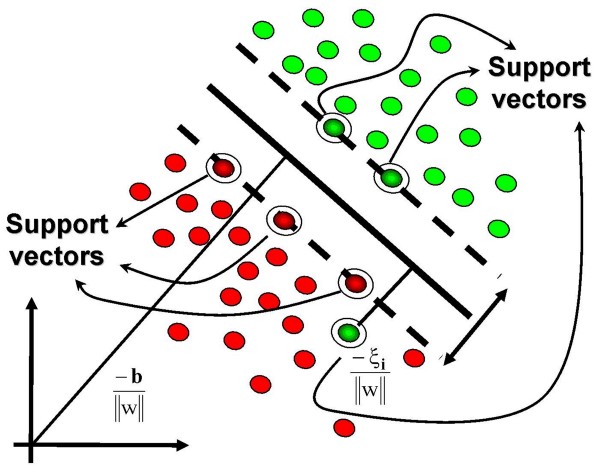 Support
vectors
Support
vectors
−b
‖w‖
−ξi
‖w‖